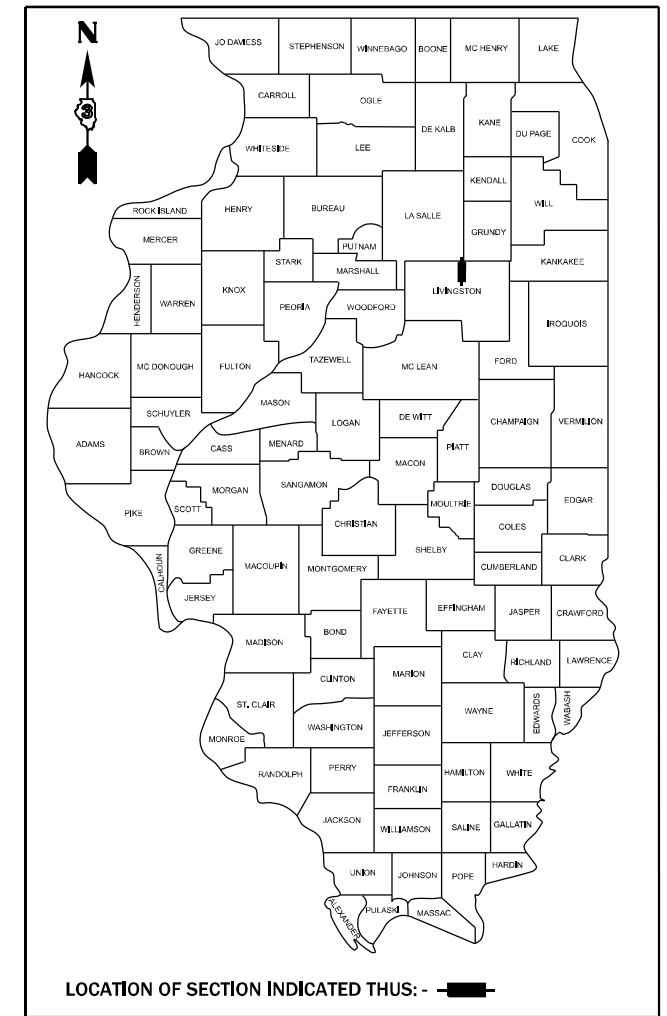 N
3
JO DAVIESS
STEPHENSON
WINNEBAGO
BOONE
MC HENRY
LAKE
CARROLL
OGLE
DE KALB
KANE
DU PAGE
COOK
WHITESIDE
LEE
KENDALL
WILL
ROCK ISLAND
HENRY
BUREAU
LA SALLE
GRUNDY
MERCER
PUTNAM
STARK
MARSHALL
KANKAKEE
HENDERSON
WARREN
KNOX
PEORIA
WOODFORD
LIVINGSTON
IROQUOIS
HANCOCK
MC DONOUGH
FULTON
TAZEWELL
MC LEAN
FORD
SCHUYLER
MASON
LOGAN
DE WITT
PIATT
CHAMPAIGN
VERMILION
ADAMS
BROWN
CASS
MENARD
MACON
MORGAN
SANGAMON
DOUGLAS
EDGAR
PIKE
SCOTT
CHRISTIAN
MOULTRIE
COLES
CALHOUN
GREENE
MACOUPIN
MONTGOMERY
SHELBY
CUMBERLAND
CLARK
JERSEY
FAYETTE
EFFINGHAM
JASPER
CRAWFORD
MADISON
BOND
CLAY
RICHLAND
LAWRENCE
CLINTON
MARION
ST. CLAIR
WASHINGTON
JEFFERSON
WAYNE
EDWARDS
WABASH
MONROE
RANDOLPH
PERRY
FRANKLIN
HAMILTON
WHITE
JACKSON
WILLIAMSON
SALINE
GALLATIN
UNION
JOHNSON
POPE
HARDIN
ALEXANDER
PULASKI
MASSAC
LOCATION OF SECTION INDICATED THUS: -